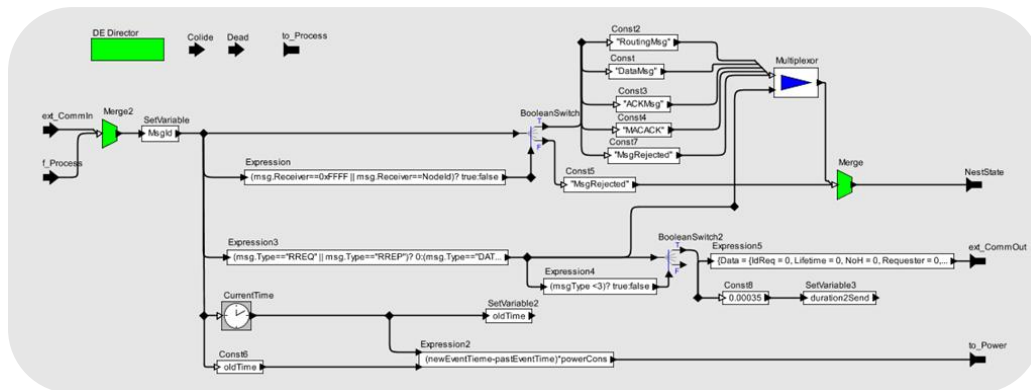 DE Director
Colide
Dead
to_Process
ext_CommIn
Merge2
SetVariable
MsgId
f_Process
Expression
(msg.Receiver==0xFFFF || msg.Receiver==NodeId)? true:false
BooleanSwitch
T
F
Const2
"RoutingMsg"
Const
"DataMsg"
Const3
"ACKMsg"
Const4
"MACACK"
Const7
"MsgRejected"
Const5
"MsgRejected"
Multiplexor
Merge
NestState
Expression3
(msg.Type=="RREQ" || msg.Type=="RREP")? 0:(msg.Type=="DAT...
Expression4
(msgType <3)? true:false
BooleanSwitch2
T
F
Expression5
{Data = {IdReq = 0, Lifetime = 0, NoH = 0, Requester = 0,...
ext_CommOut
Const8
0.00035
SetVariable3
duration2Send
CurrentTime
SetVariable2
oldTime
Const6
oldTime
Expression2
(newEventTieme-pastEventTime)*powerCons
to_Power